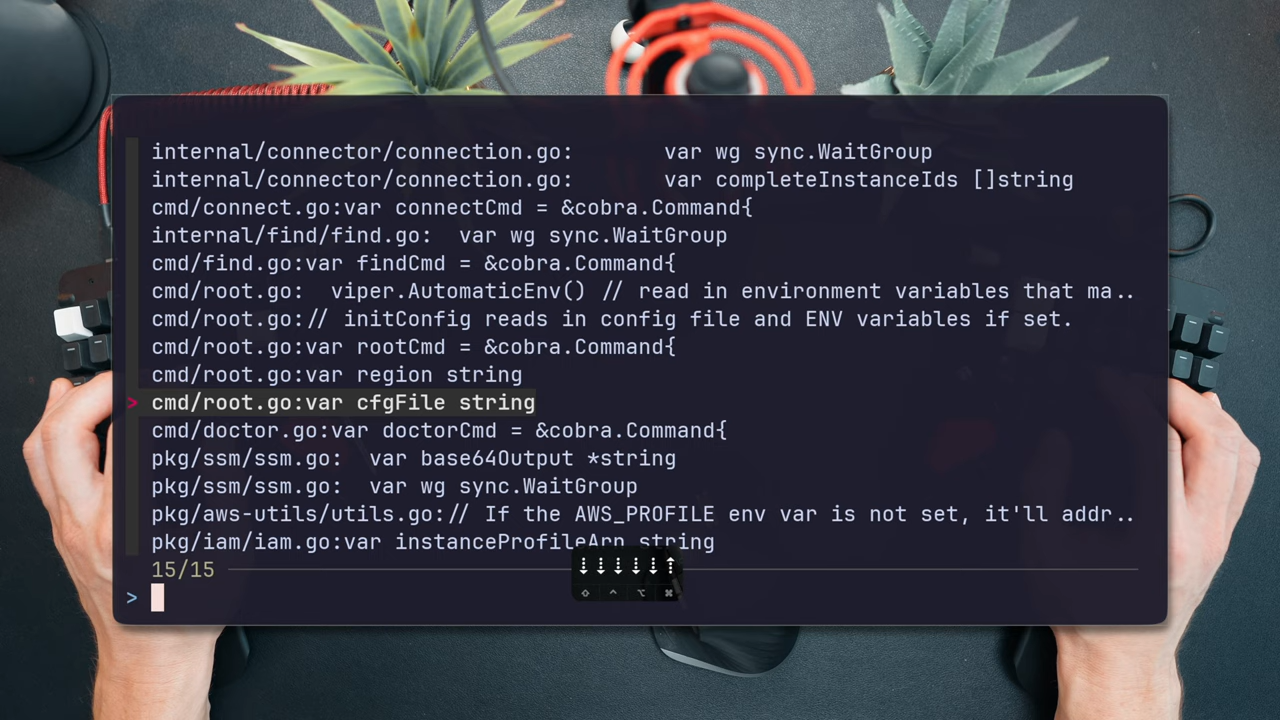 internal/connector/connection.go:       var wg sync.WaitGroup
internal/connector/connection.go:       var completeInstanceIds []string
cmd/connect.go:var connectCmd = &cobra.Command{
internal/find/find.go:  var wg sync.WaitGroup
cmd/find.go:var findCmd = &cobra.Command{
cmd/root.go:  viper.AutomaticEnv() // read in environment variables that ma..
cmd/root.go:// initConfig reads in config file and ENV variables if set.
cmd/root.go:var rootCmd = &cobra.Command{
cmd/root.go:var region string
> cmd/root.go:var cfgFile string
cmd/doctor.go:var doctorCmd = &cobra.Command{
pkg/ssm/ssm.go:  var base64Output *string
pkg/ssm/ssm.go:  var wg sync.WaitGroup
pkg/aws-utils/utils.go:// If the AWS_PROFILE env var is not set, it'll addr..
pkg/iam/iam.go:var instanceProfileArn string
15/15
⇣⇣⇣⇣⇣⇡
⇧ ⌃ ⌥ ⌘
>